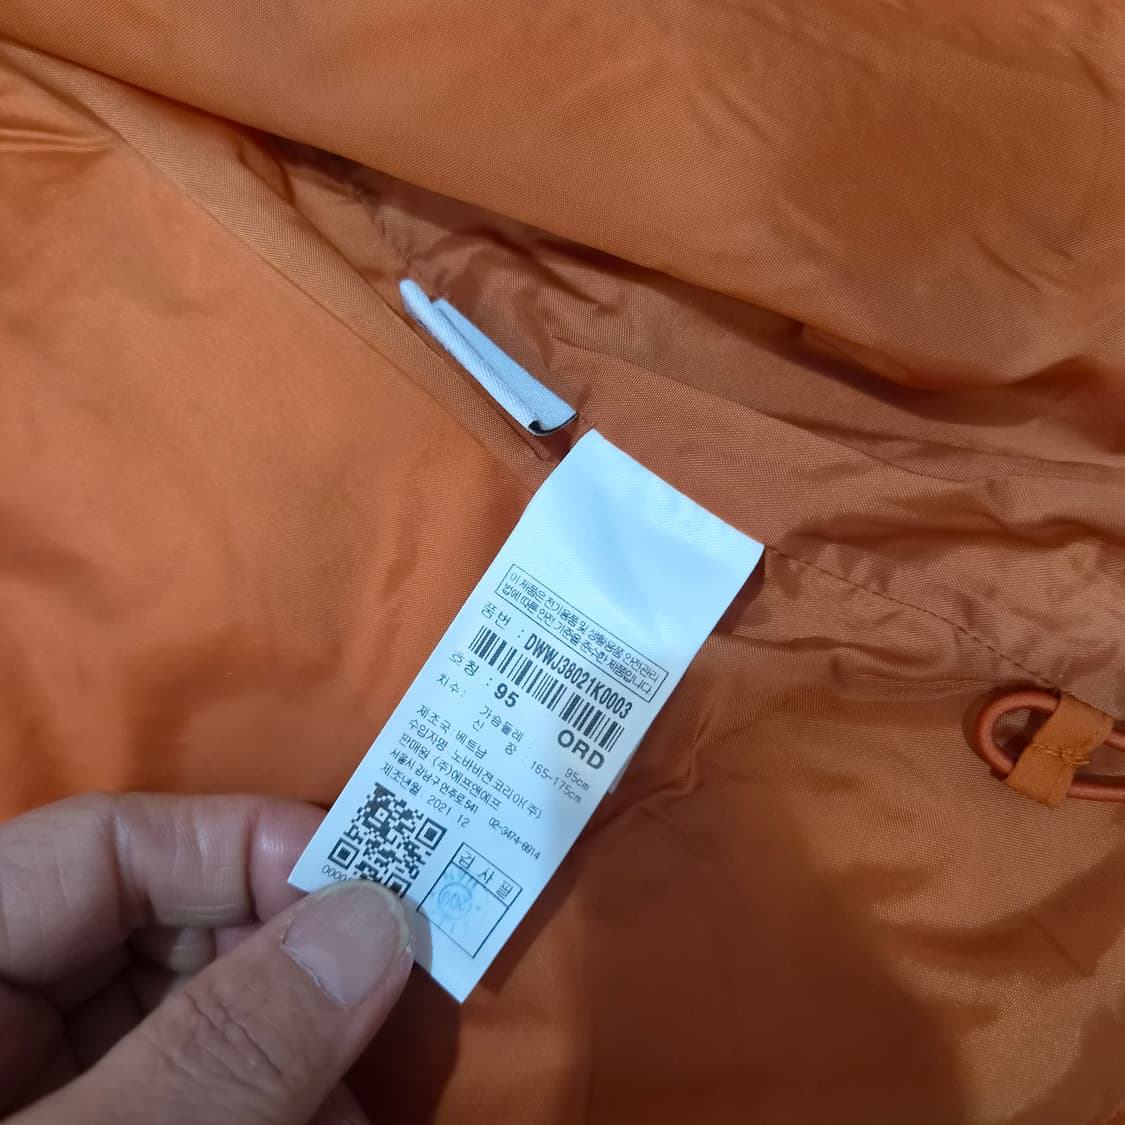 이 제품은 전기용품 및 생활용품 안전관리
법에 따른 안전 기준을 준수한 제품입니다.
품 번 : DWWJ38021K0003
호 칭 : 95 ORD
치 수 : 가슴둘레 : 95cm
신 장 : 165~175cm
제조국 : 베트남
수입자명 : 노바비젼코리아(주)
판매원 : (주)에프앤에프
서울시 강남구 언주로541 02-3474-6914
제조년월 : 2021 12
검 사 필